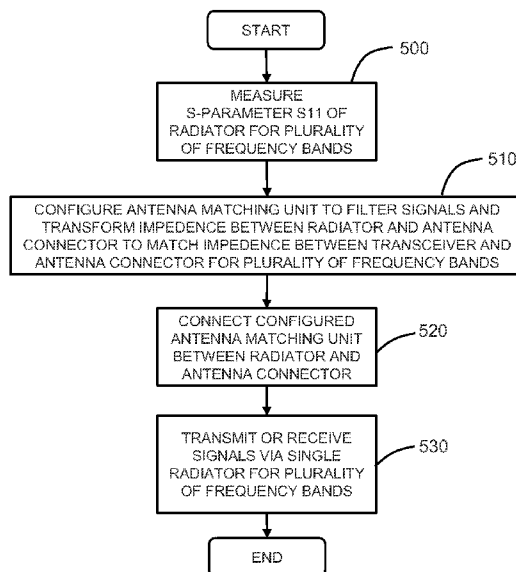 START
500
MEASURE
S-PARAMETER S11 OF
RADIATOR FOR PLURALITY
OF FREQUENCY BANDS
510
CONFIGURE ANTENNA MATCHING UNIT TO FILTER SIGNALS AND
TRANSFORM IMPEDANCE BETWEEN RADIATOR AND ANTENNA
CONNECTOR TO MATCH IMPEDENCE BETWEEN TRANSCEIVER AND
ANTENNA CONNECTOR FOR PLURALITY OF FREQUENCY BANDS
CONNECT CONFIGURED
ANTENNA MATCHING UNIT
BETWEEN RADIATOR AND
ANTENNA CONNECTOR
520
TRANSMIT OR RECEIVE
SIGNALS VIA SINGLE
RADIATOR FOR PLURALITY
OF FREQUENCY BANDS
530
END